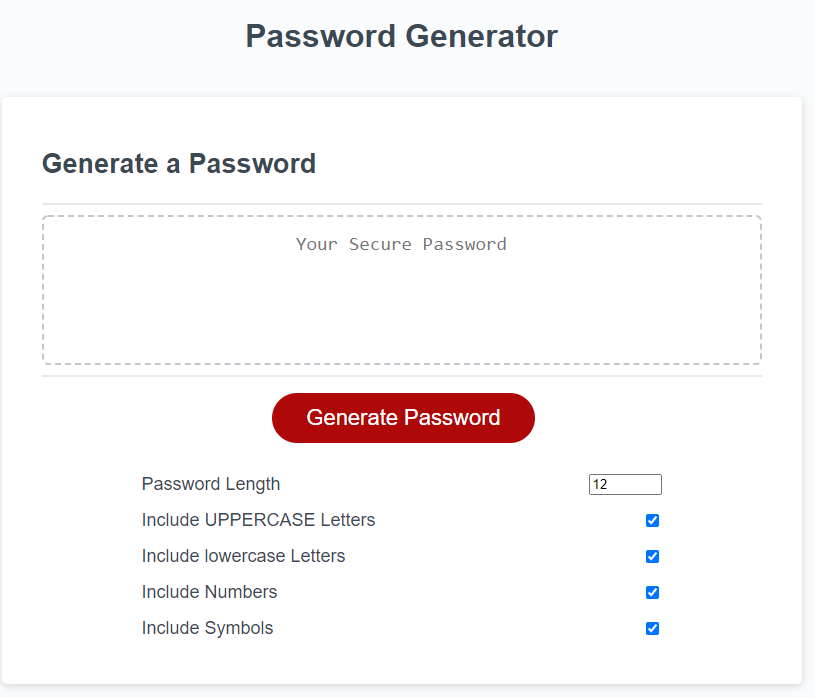 Password Generator
Generate a Password
Your Secure Password
Generate Password
Password Length 12
Include UPPERCASE Letters
Include lowercase Letters
Include Numbers
Include Symbols